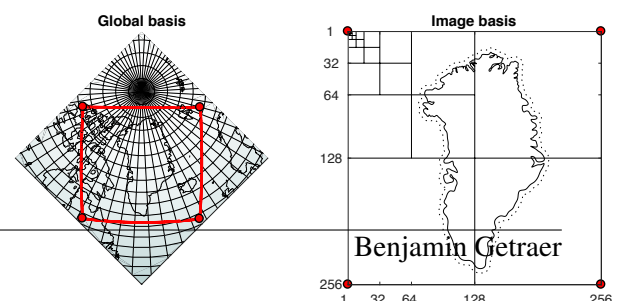 Global basis
Image basis
1
32
64
128
256
Benjamin Getraer
1 32 64 128 256